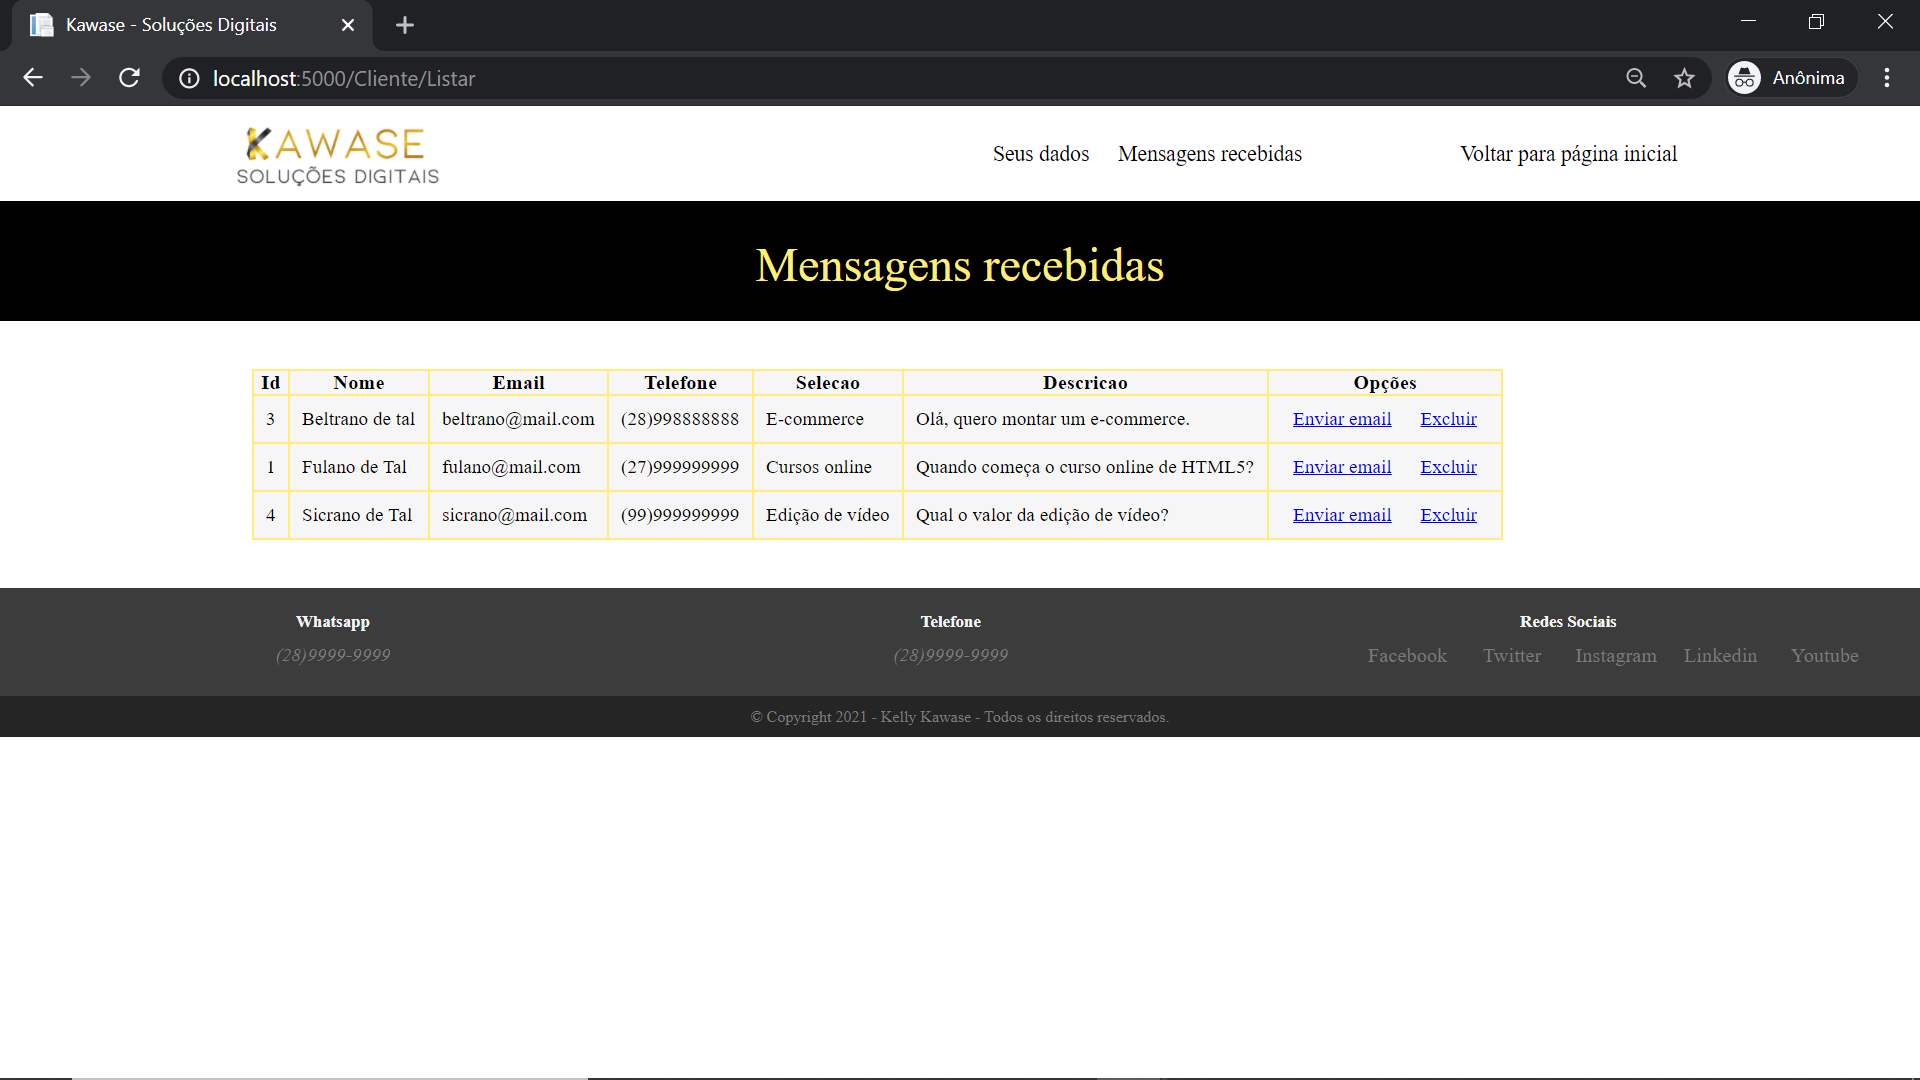 Kawase - Soluções Digitais
localhost:5000/Cliente/Listar
Anônima
KAWASE
SOLUÇÕES DIGITAIS
Seus dados Mensagens recebidas Voltar para página inicial
Mensagens recebidas
Id Nome Email Telefone Selecao Descricao Opções
3 Beltrano de tal beltrano@mail.com (28)998888888 E-commerce Olá, quero montar um e-commerce. Enviar email Excluir
1 Fulano de Tal fulano@mail.com (27)999999999 Cursos online Quando começa o curso online de HTML5? Enviar email Excluir
4 Sicrano de Tal sicrano@mail.com (99)999999999 Edição de vídeo Qual o valor da edição de vídeo? Enviar email Excluir
Whatsapp Telefone Redes Sociais
(28)9999-9999 (28)9999-9999 Facebook Twitter Instagram Linkedin Youtube
© Copyright 2021 - Kelly Kawase - Todos os direitos reservados.